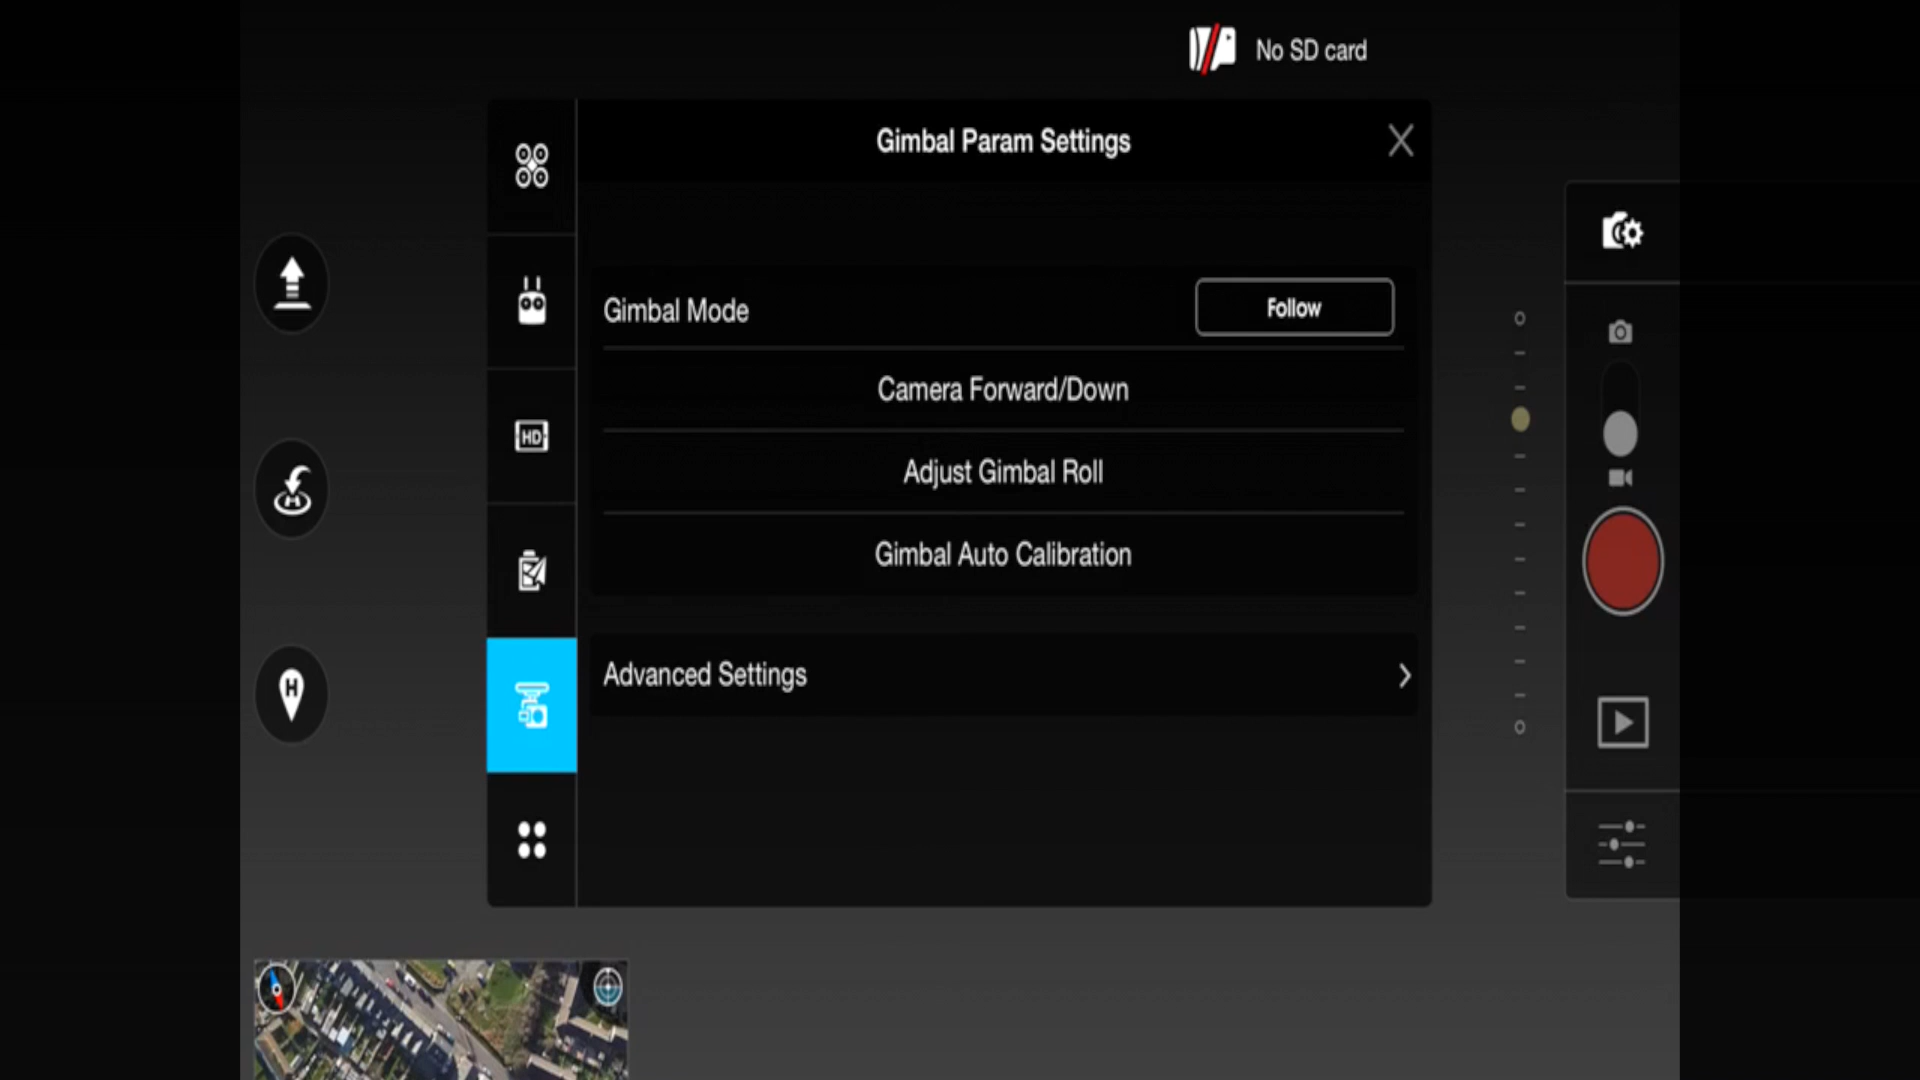 No SD card
Gimbal Param Settings
Gimbal Mode
Follow
Camera Forward/Down
HD
Adjust Gimbal Roll
Gimbal Auto Calibration
H
Advanced Settings
H